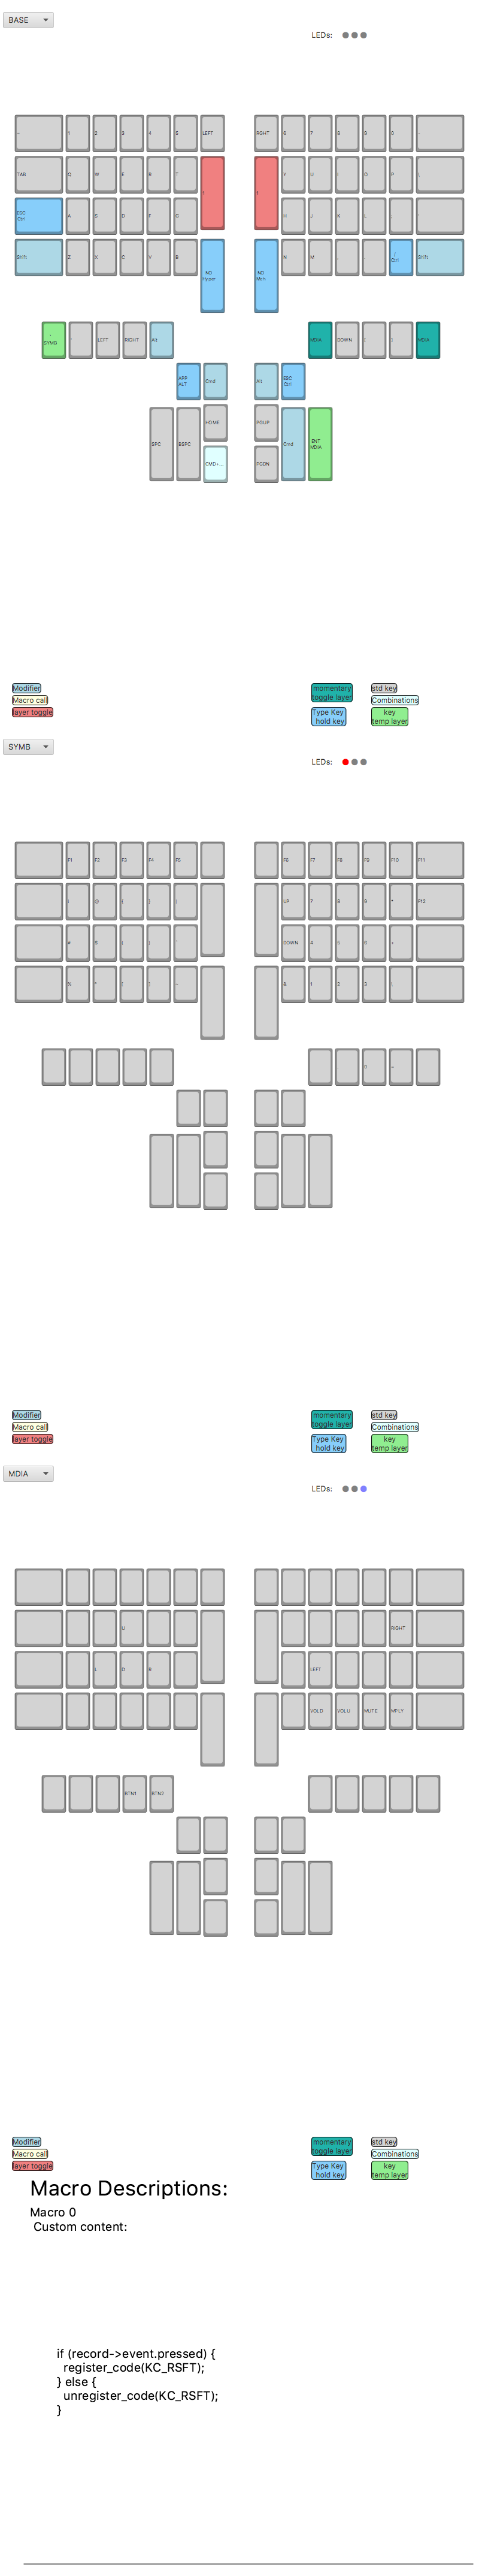 BASE
LEDs:
= 1 2 3 4 5 LEFT RGHT 6 7 8 9 0 -
TAB Q W E R T 1 1 Y U I O P \
ESC
Ctrl
A S D F G H J K L ; '
Shift Z X C V B NO
Hyper
NO
Meh
N M , . /
Ctrl
Shift
SYMB
' LEFT RIGHT Alt MDIA DOWN [ ] MDIA
APP
ALT
Cmd Alt ESC
Ctrl
SPC BSPC HOME PGUP Cmd ENT
MDIA
CMD+... PGDN
Modifier
Macro call
layer toggle
momentary
toggle layer
Type Key
hold key
std key
Combinations
key
temp layer
SYMB
LEDs:
F1 F2 F3 F4 F5 F6 F7 F8 F9 F10 F11
! @ { } | UP 7 8 9 * F12
# $ ( ) ` DOWN 4 5 6 +
% ^ [ ] ~ & 1 2 3 \
. 0 =
Modifier
Macro call
layer toggle
momentary
toggle layer
Type Key
hold key
std key
Combinations
key
temp layer
MDIA
LEDs:
U RIGHT
L D R LEFT
VOLD VOLU MUTE MPLY
BTN1 BTN2
Modifier
Macro call
layer toggle
momentary
toggle layer
Type Key
hold key
std key
Combinations
key
temp layer
Macro Descriptions:
Macro 0
Custom content:
if (record->event.pressed) {
register_code(KC_RSFT);
} else {
unregister_code(KC_RSFT);
}